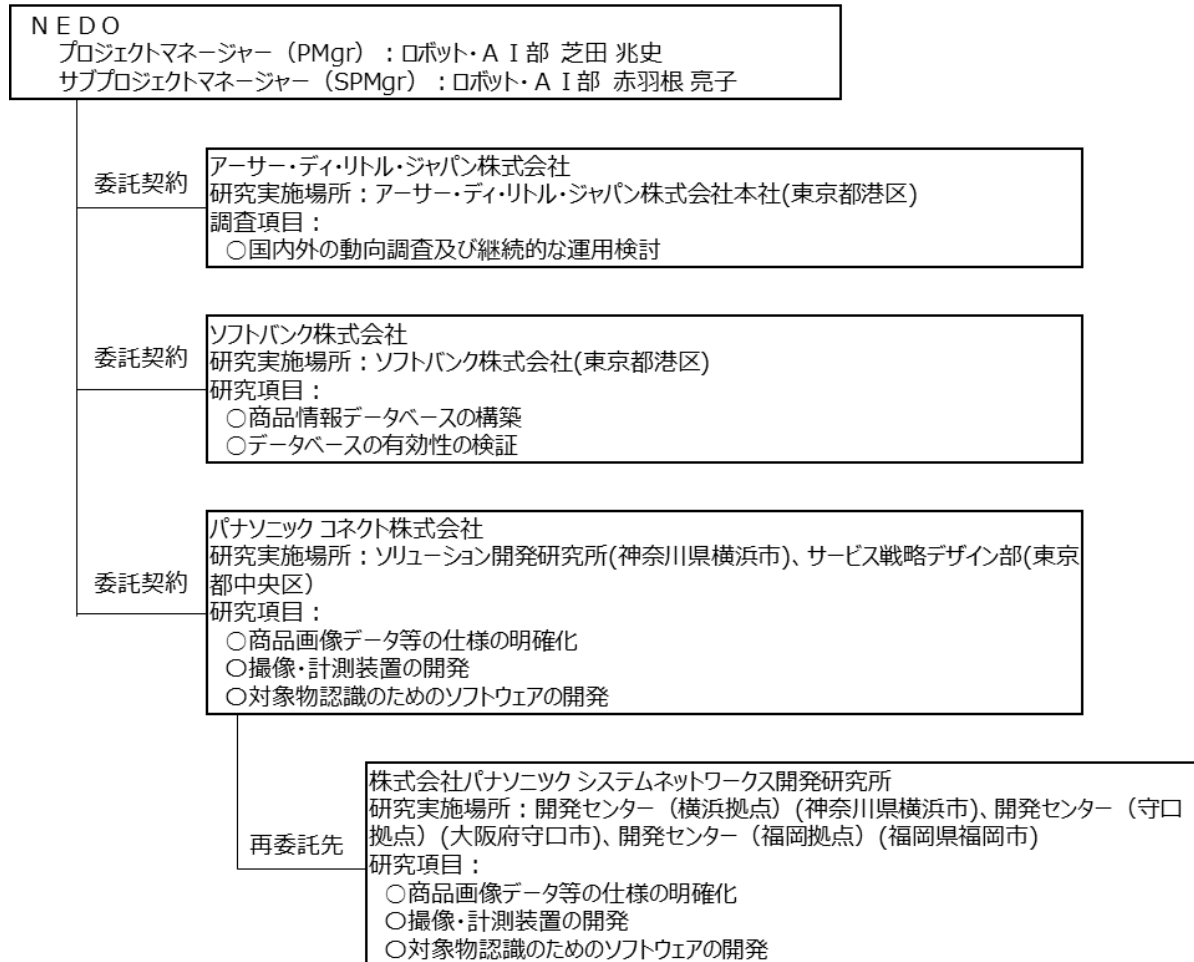 ＮＥＤＯ
プロジェクトマネージャー（PMgr）：ロボット・ＡＩ部 芝田 兆史
サブプロジェクトマネージャー（SPMgr）：ロボット・ＡＩ部 赤羽根 亮子
委託契約
アーサー・ディ・リトル・ジャパン株式会社
研究実施場所：アーサー・ディ・リトル・ジャパン株式会社本社(東京都港区)
調査項目：
○国内外の動向調査及び継続的な運用検討
委託契約
ソフトバンク株式会社
研究実施場所：ソフトバンク株式会社(東京都港区)
研究項目：
○商品情報データベースの構築
○データベースの有効性の検証
委託契約
パナソニック コネクト株式会社
研究実施場所：ソリューション開発研究所(神奈川県横浜市)、サービス戦略デザイン部(東京
都中央区）
研究項目：
○商品画像データ等の仕様の明確化
〇撮像・計測装置の開発
〇対象物認識のためのソフトウェアの開発
再委託先
株式会社パナソニツク システムネットワークス開発研究所
研究実施場所：開発センター（横浜拠点）(神奈川県横浜市)、開発センター（守口
拠点）(大阪府守口市)、開発センター（福岡拠点）(福岡県福岡市)
研究項目：
○商品画像データ等の仕様の明確化
〇撮像・計測装置の開発
〇対象物認識のためのソフトウェアの開発